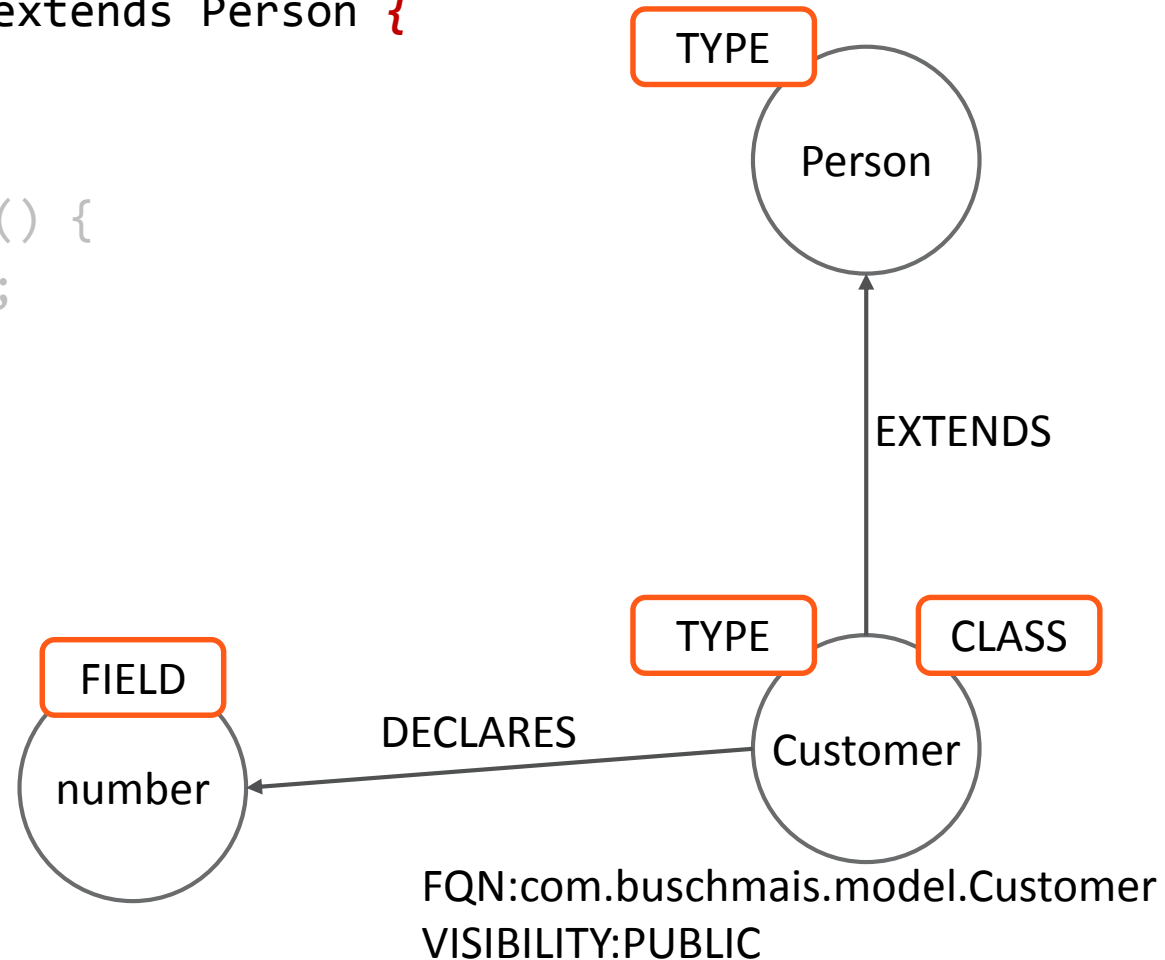 extends Person {
() {
;
TYPE
Person
EXTENDS
TYPE
CLASS
Customer
FIELD
number
DECLARES
FQN:com.buschmais.model.Customer
VISIBILITY:PUBLIC